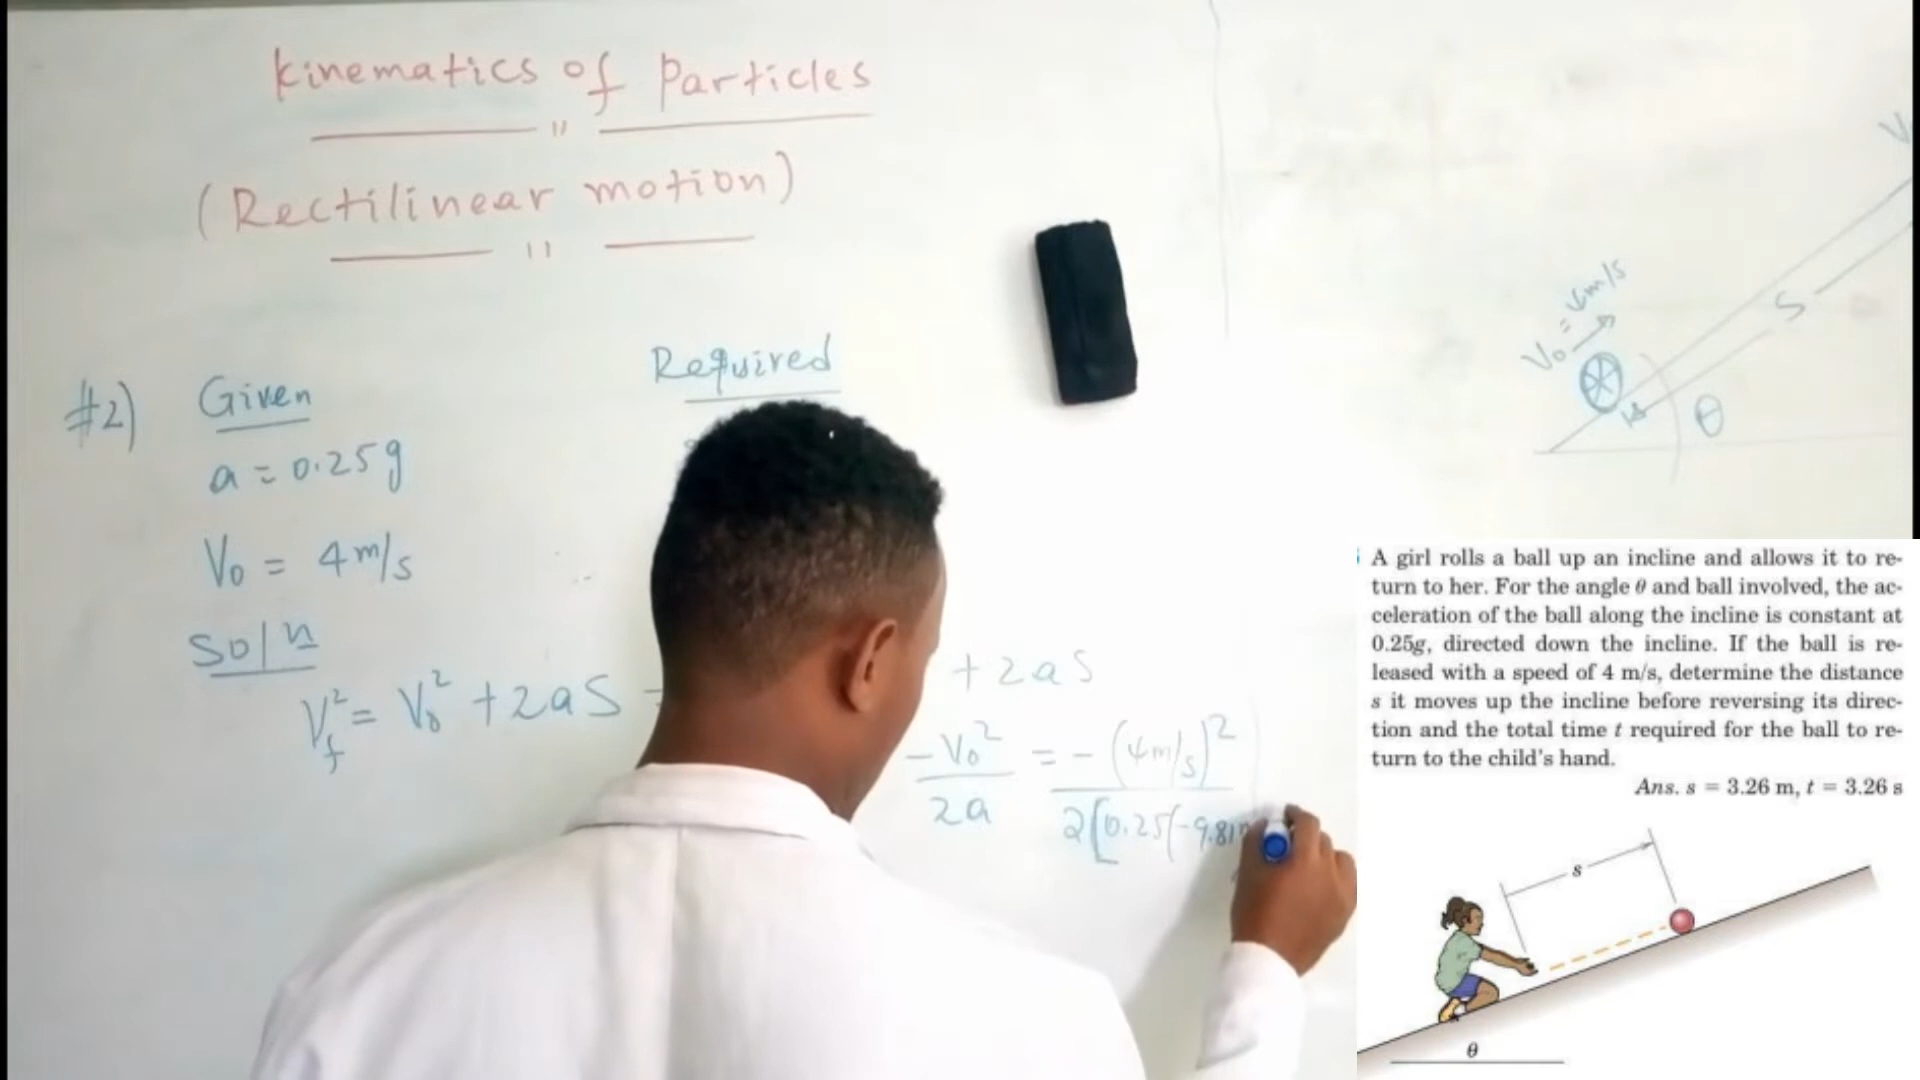 kinematics of particles
(Rectilinear motion)
#2) Given
Required
a = 0.25g
V₀ = 4m/s
Sol n
V_f² = V₀² + 2as =
+2as
-V₀² / 2a = -(4m/s)² / 2[0.25(-9.81
V₀ = 4m/s
S
θ
V
A girl rolls a ball up an incline and allows it to re-
turn to her. For the angle θ and ball involved, the ac-
celeration of the ball along the incline is constant at
0.25g, directed down the incline. If the ball is re-
leased with a speed of 4 m/s, determine the distance
s it moves up the incline before reversing its direc-
tion and the total time t required for the ball to re-
turn to the child's hand.
Ans. s = 3.26 m, t = 3.26 s
s
θ